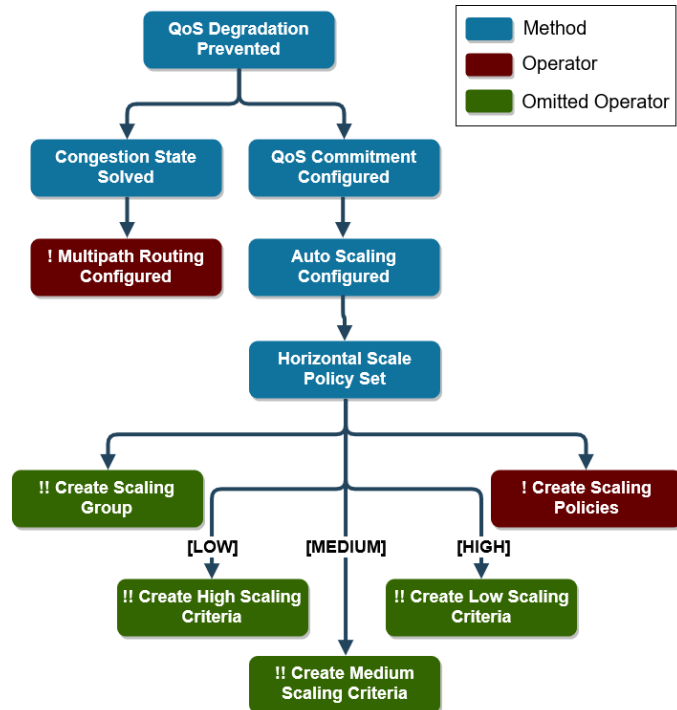 QoS Degradation
Prevented
Method
Operator
Omitted Operator
Congestion State
Solved
QoS Commitment
Configured
! Multipath Routing
Configured
Auto Scaling
Configured
Horizontal Scale
Policy Set
!! Create Scaling
Group
! Create Scaling
Policies
[LOW]
[MEDIUM]
[HIGH]
!! Create High Scaling
Criteria
!! Create Low Scaling
Criteria
!! Create Medium
Scaling Criteria